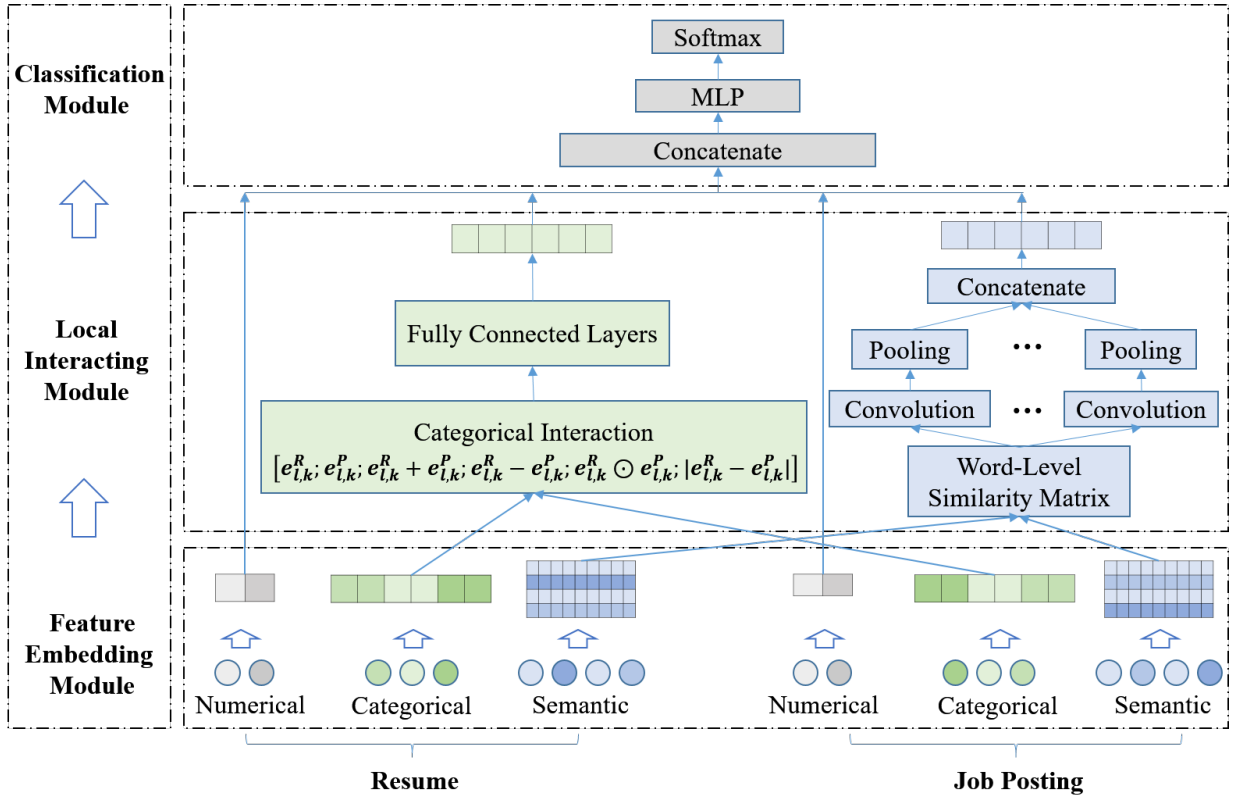 Classification
Module
Local
Interacting
Module
Feature
Embedding
Module
Softmax
MLP
Concatenate
Fully Connected Layers
Categorical Interaction
[e^R_{l,k}; e^P_{l,k}; e^R_{l,k} + e^P_{l,k}; e^R_{l,k} − e^P_{l,k}; e^R_{l,k} ⊙ e^P_{l,k}; |e^R_{l,k} − e^P_{l,k}|]
Concatenate
Pooling ··· Pooling
Convolution ··· Convolution
Word-Level
Similarity Matrix
Numerical Categorical Semantic Numerical Categorical Semantic
Resume Job Posting